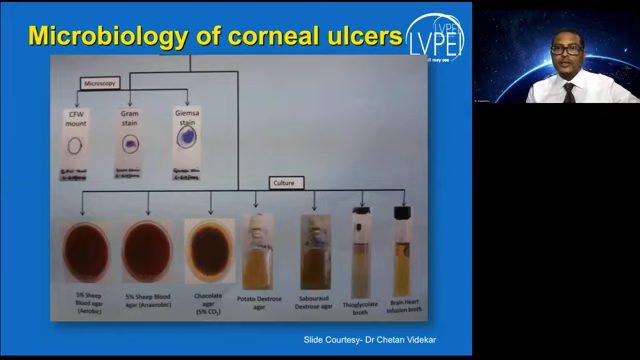 Microbiology of corneal ulcers
LVPEI
LVPEI
Microscopy
CFW
mount
Gram
stain
Giemsa
stain
Culture
5% Sheep
Blood agar
(Aerobic)
5% Sheep Blood
agar (Anaerobic)
Chocolate
agar
(5% CO2)
Potato Dextrose
agar
Sabouraud
Dextrose agar
Thioglycolate
broth
Brain Heart
Infusion broth
Slide Courtesy- Dr Chetan Videkar